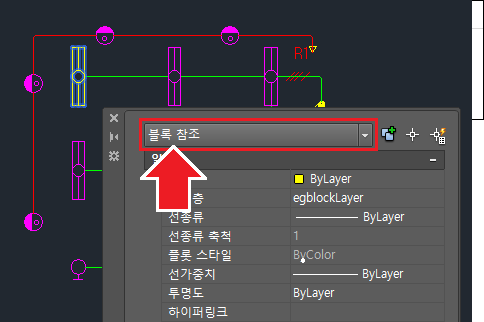 R1
블록 참조
ByLayer
층 egblockLayer
선종류 ByLayer
선종류 축척 1
플롯 스타일 ByColor
선가중치 ByLayer
투명도 ByLayer
하이퍼링크